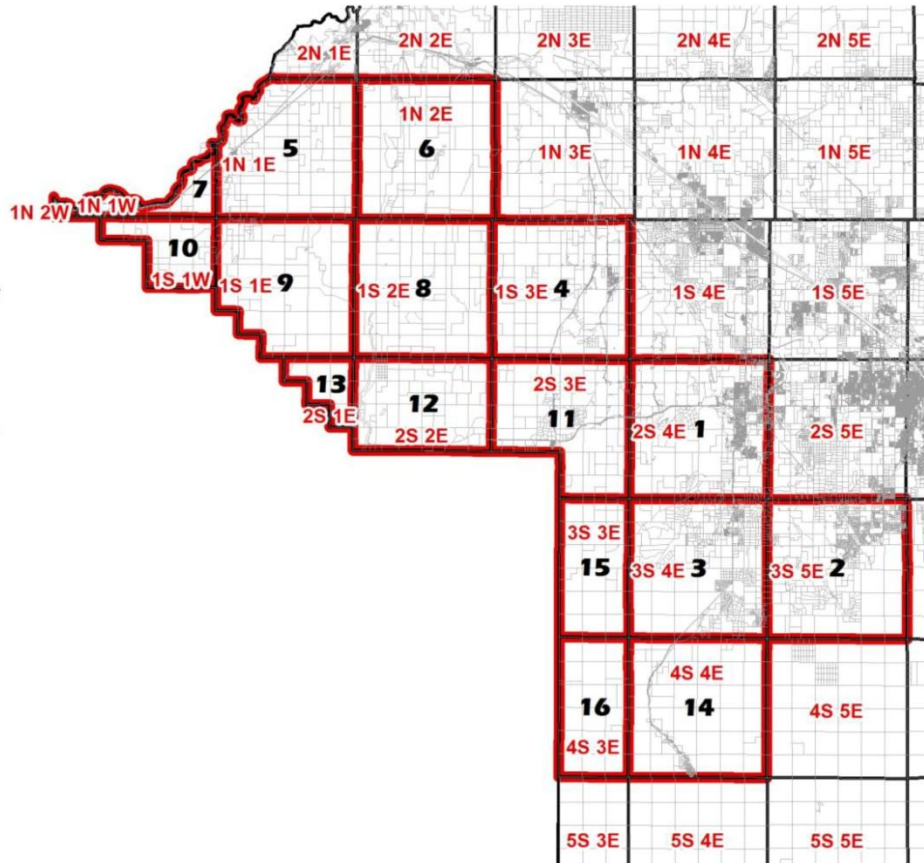 2N 1E 2N 2E 2N 3E 2N 4E 2N 5E
1N 2E
1N 1E 5 6 1N 3E 1N 4E 1N 5E
7
1N 2W 1N 1W
10
1S 1W 1S 1E 9 1S 2E 8 1S 3E 4 1S 4E 1S 5E
13 2S 3E
2S 1E 12 11
2S 2E 2S 4E 1 2S 5E
3S 3E
15 3S 4E 3 3S 5E 2
4S 4E
16 14 4S 5E
4S 3E
5S 3E 5S 4E 5S 5E